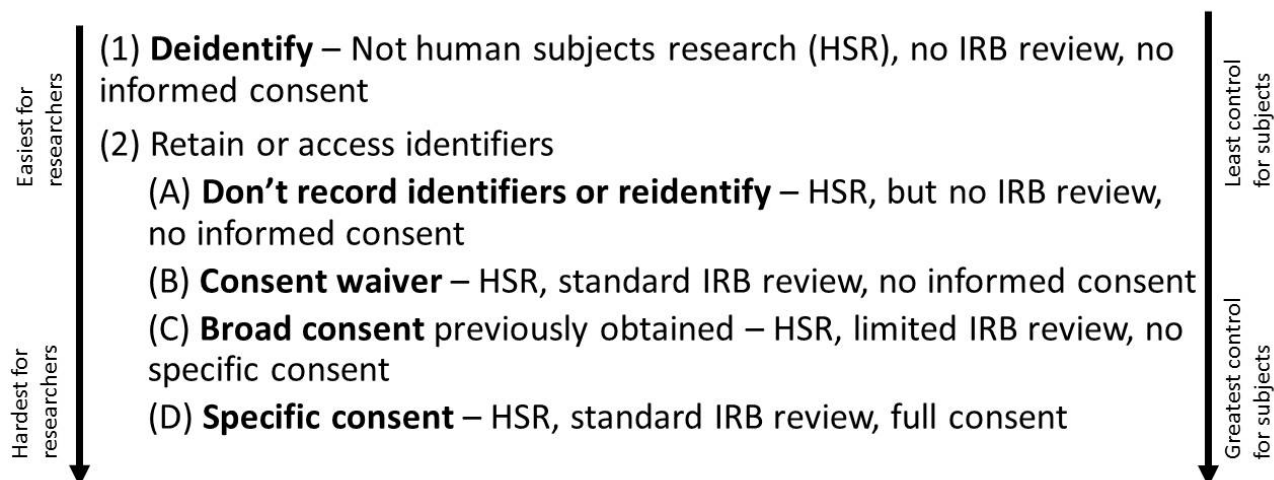 Easiest for
researchers
Hardest for
researchers
(1) Deidentify – Not human subjects research (HSR), no IRB review, no
informed consent
(2) Retain or access identifiers
(A) Don’t record identifiers or reidentify – HSR, but no IRB review,
no informed consent
(B) Consent waiver – HSR, standard IRB review, no informed consent
(C) Broad consent previously obtained – HSR, limited IRB review, no
specific consent
(D) Specific consent – HSR, standard IRB review, full consent
Least control
for subjects
Greatest control
for subjects